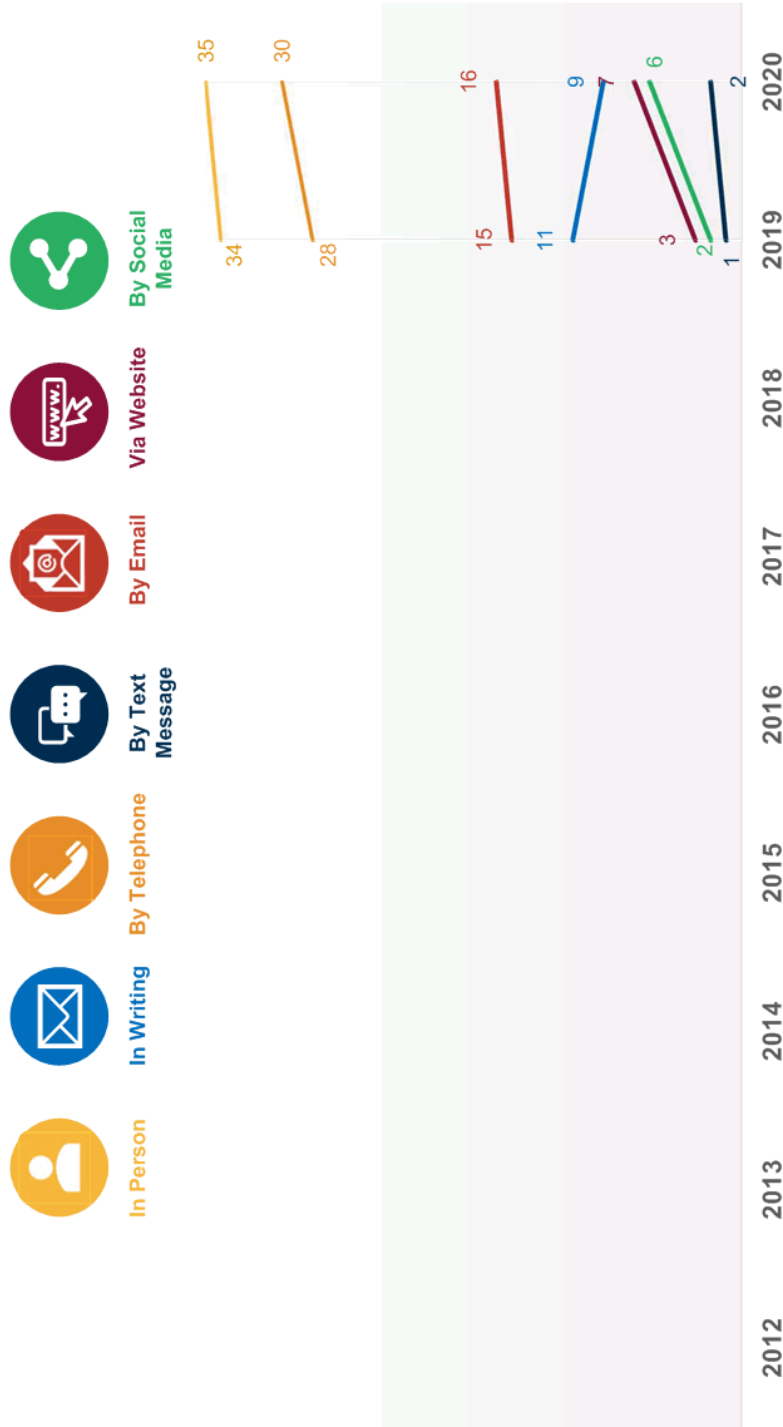 @
www.
In Person
In Writing
By Telephone
By Text
Message
By Email
Via Website
By Social
Media
35
34
30
28
16
15
11
9
7
6
3
2
1
2
2012
2013
2014
2015
2016
2017
2018
2019
2020